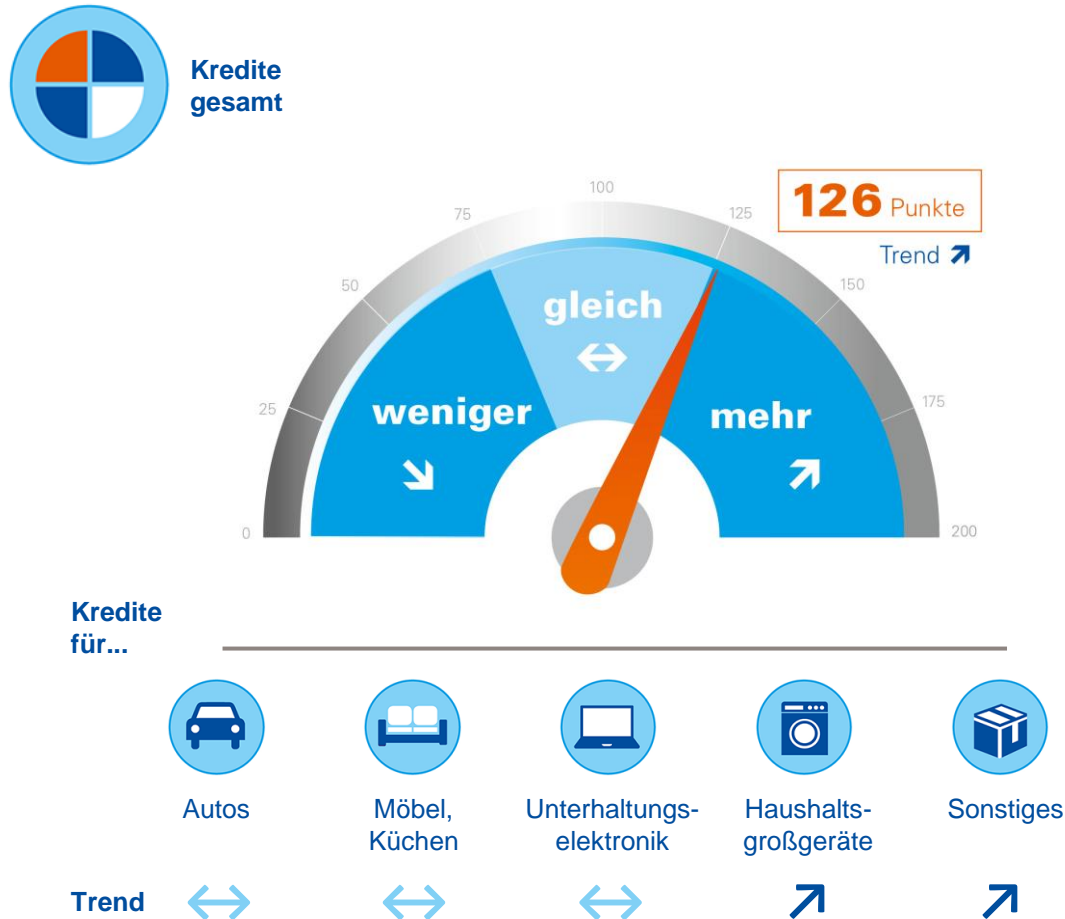 Kredite
gesamt
126 Punkte
Trend
0
25
50
75
100
125
150
175
200
weniger
gleich
mehr
Kredite
für...
Autos
Möbel,
Küchen
Unterhaltungs-
elektronik
Haushalts-
großgeräte
Sonstiges
Trend